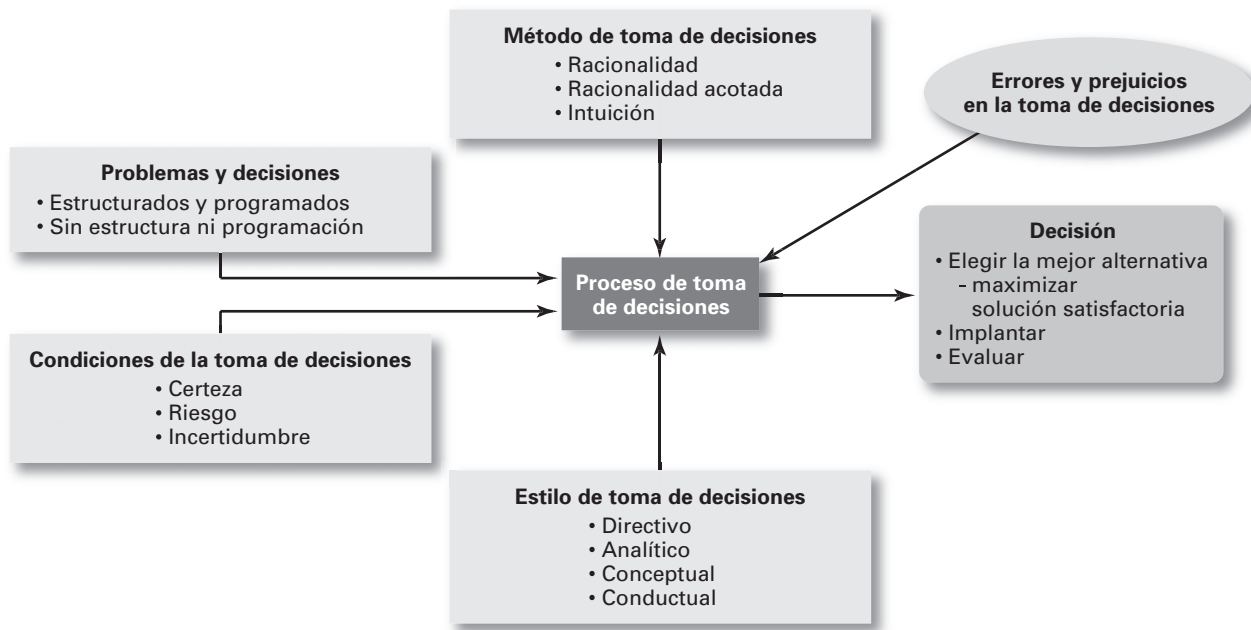 Método de toma de decisiones
• Racionalidad
• Racionalidad acotada
• Intuición
Errores y prejuicios
en la toma de decisiones
Problemas y decisiones
• Estructurados y programados
• Sin estructura ni programación
Proceso de toma
de decisiones
Decisión
• Elegir la mejor alternativa
- maximizar
solución satisfactoria
• Implantar
• Evaluar
Condiciones de la toma de decisiones
• Certeza
• Riesgo
• Incertidumbre
Estilo de toma de decisiones
• Directivo
• Analítico
• Conceptual
• Conductual